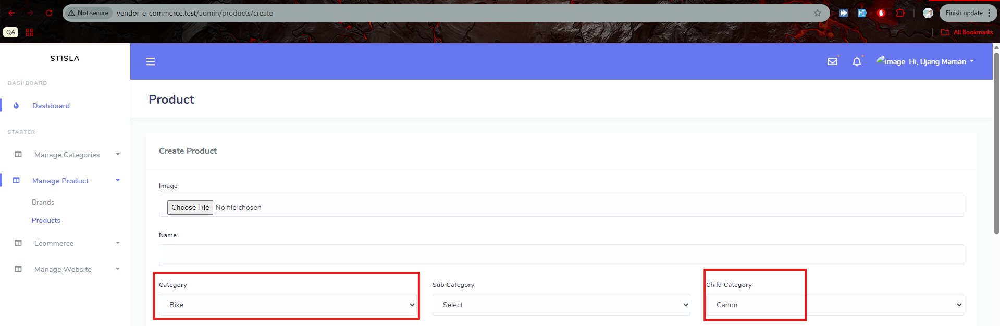 Not secure
vendor-e-commerce.test/admin/products/create
Finish update
QA
All Bookmarks
STISLA
image Hi, Ujang Maman
DASHBOARD
Dashboard
STARTER
Manage Categories
Manage Product
Brands
Products
Ecommerce
Manage Website
Product
Create Product
Image
Choose File No file chosen
Name
Category
Bike
Sub Category
Select
Child Category
Canon